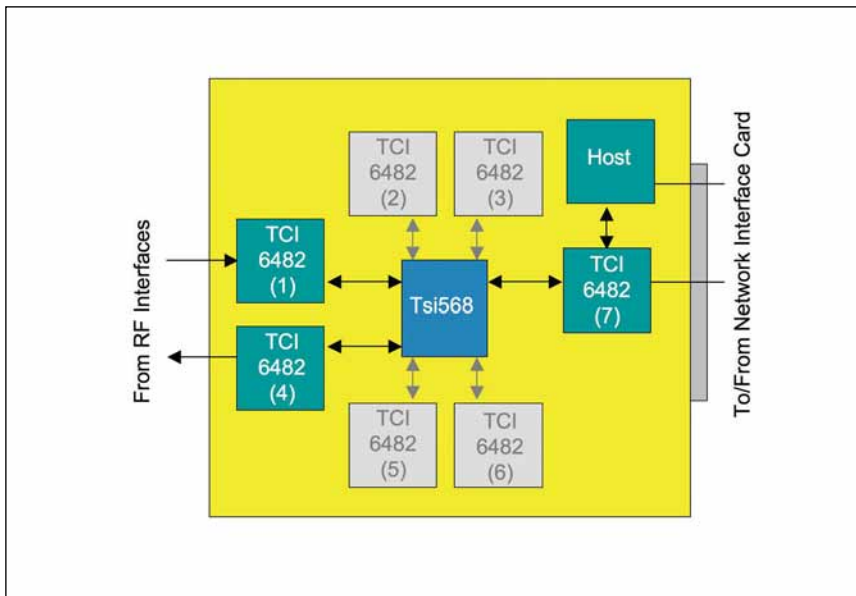 From RF Interfaces
TCI
6482
(1)
TCI
6482
(4)
TCI
6482
(2)
TCI
6482
(3)
Tsi568
TCI
6482
(5)
TCI
6482
(6)
Host
TCI
6482
(7)
To/From Network Interface Card